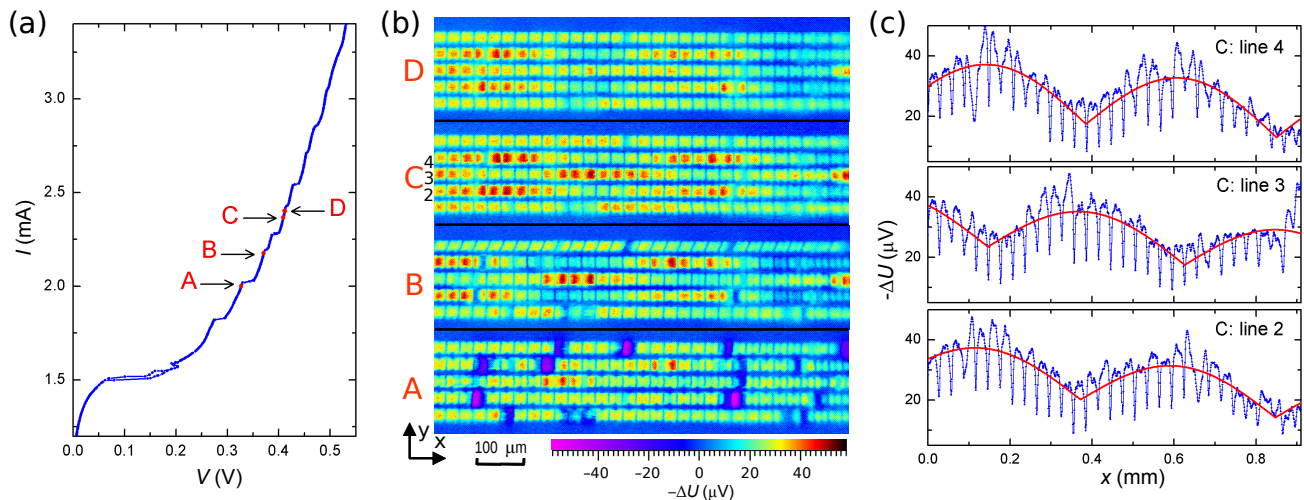 (a)
I (mA)
3.0
2.5
2.0
1.5
0.0 0.1 0.2 0.3 0.4 0.5
V (V)
A
B
C
D
(b)
D
C
4
3
2
B
A
y
x
100 μm
−40 −20 0 20 40
−ΔU (μV)
(c)
C: line 4
40
20
C: line 3
40
20
C: line 2
40
20
-ΔU (μV)
0.0 0.2 0.4 0.6 0.8
x (mm)